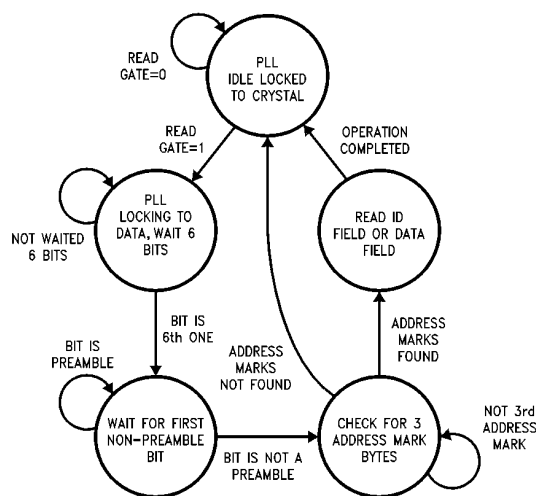 READ
GATE=0
PLL
IDLE LOCKED
TO CRYSTAL
READ
GATE=1
OPERATION
COMPLETED
PLL
LOCKING TO
DATA, WAIT 6
BITS
READ ID
FIELD OR DATA
FIELD
NOT WAITED
6 BITS
BIT IS
6th ONE
BIT IS
PREAMBLE
ADDRESS
MARKS
NOT FOUND
ADDRESS
MARKS
FOUND
WAIT FOR FIRST
NON-PREAMBLE
BIT
BIT IS NOT A
PREAMBLE
CHECK FOR 3
ADDRESS MARK
BYTES
NOT 3rd
ADDRESS
MARK